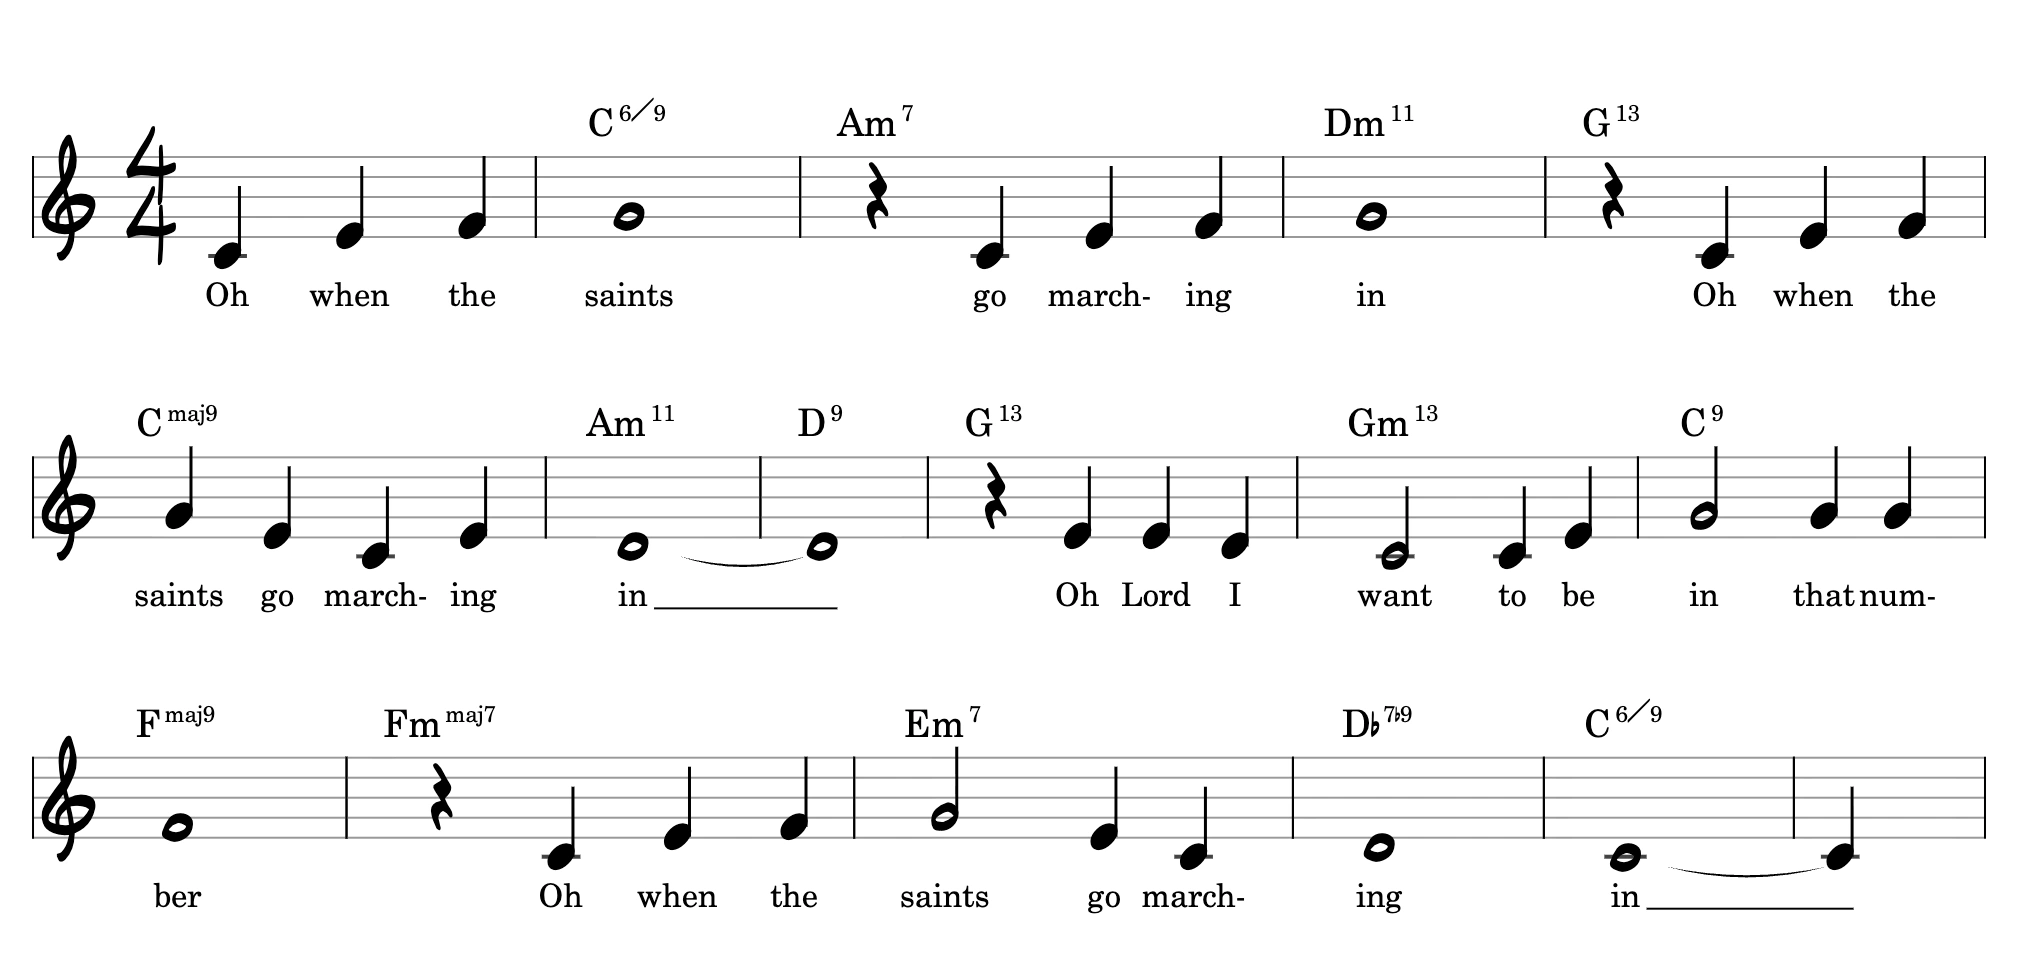 C6/9 Am7 Dm11 G13
4
4
Oh when the saints go march- ing in Oh when the
Cmaj9 Am11 D9 G13 Gm13 C9
saints go march- ing in Oh Lord I want to be in that num-
Fmaj9 Fmmaj7 Em7 D♭7♭9 C6/9
ber Oh when the saints go march- ing in